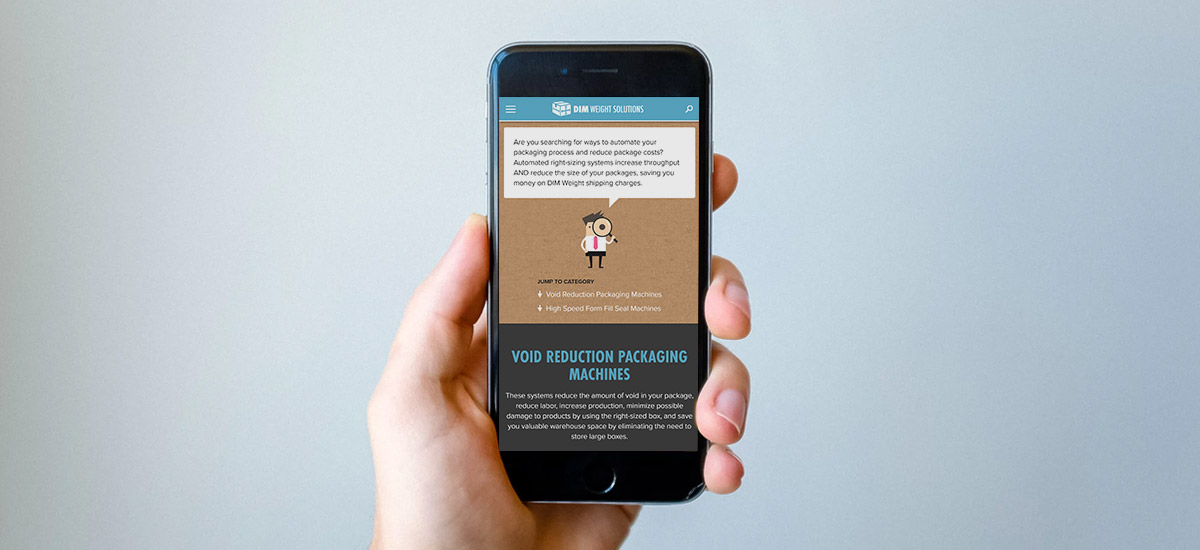 DIM WEIGHT SOLUTIONS
Are you searching for ways to automate your
packaging process and reduce package costs?
Automated right-sizing systems increase throughput
AND reduce the size of your packages, saving you
money on DIM Weight shipping charges.
JUMP TO CATEGORY
Void Reduction Packaging Machines
High Speed Form Fill Seal Machines
VOID REDUCTION PACKAGING
MACHINES
These systems reduce the amount of void in your package,
reduce labor, increase production, minimize possible
damage to products by using the right-sized box, and save
you valuable warehouse space by eliminating the need to
store large boxes.